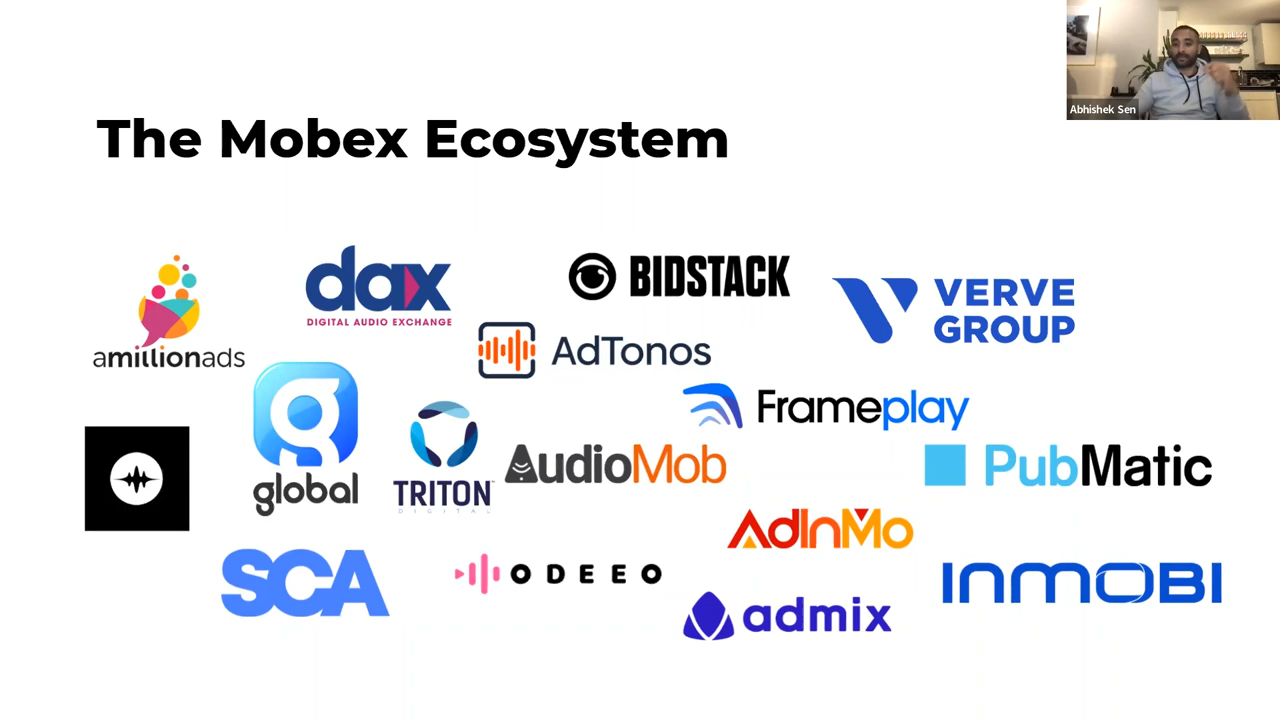 Abhishek Sen
The Mobex Ecosystem
amillionads
dax
DIGITAL AUDIO EXCHANGE
BIDSTACK
VERVE
GROUP
AdTonos
global
TRITON
DIGITAL
AudioMob
Frameplay
PubMatic
SCA
ODEEO
AdInMo
admix
INMOBI